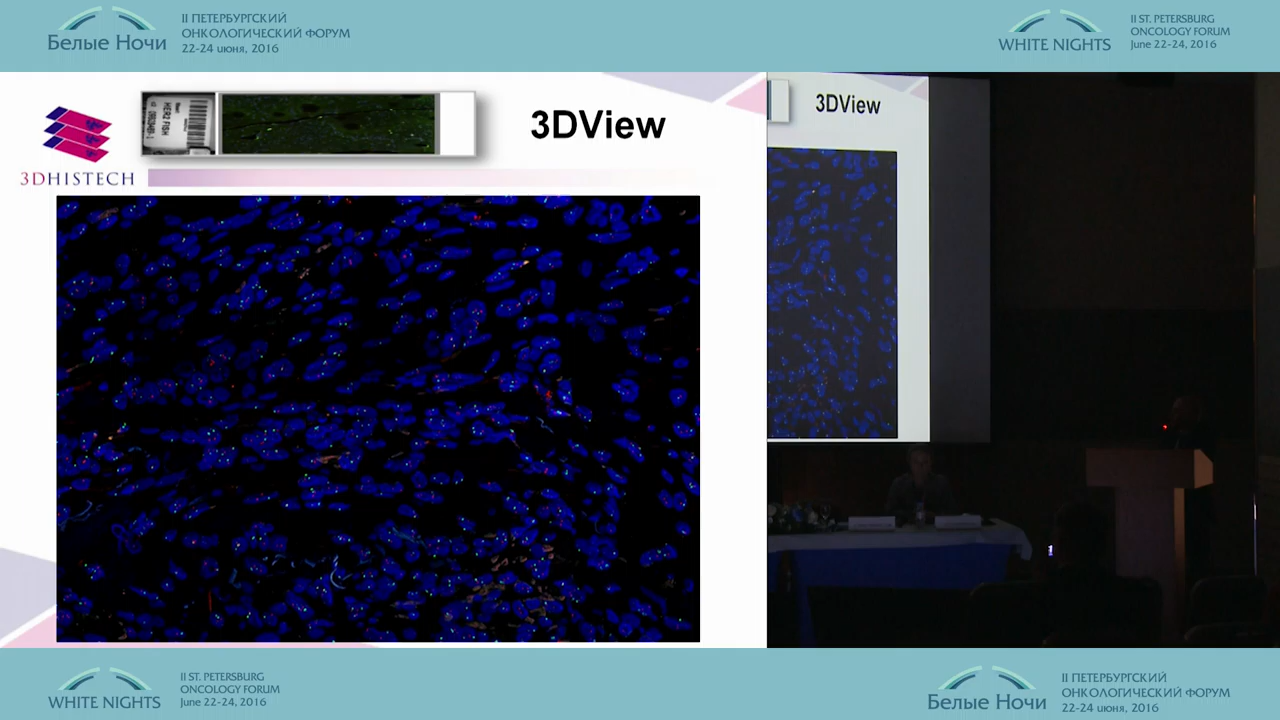 Белые Ночи
II ПЕТЕРБУРГСКИЙ
ОНКОЛОГИЧЕСКИЙ ФОРУМ
22-24 июня, 2016
WHITE NIGHTS
II ST. PETERSBURG
ONCOLOGY FORUM
June 22-24, 2016
HER2 FISH
3DView
3DHISTECH
3DView
WHITE NIGHTS
II ST. PETERSBURG
ONCOLOGY FORUM
June 22-24, 2016
Белые Ночи
II ПЕТЕРБУРГСКИЙ
ОНКОЛОГИЧЕСКИЙ ФОРУМ
22-24 июня, 2016